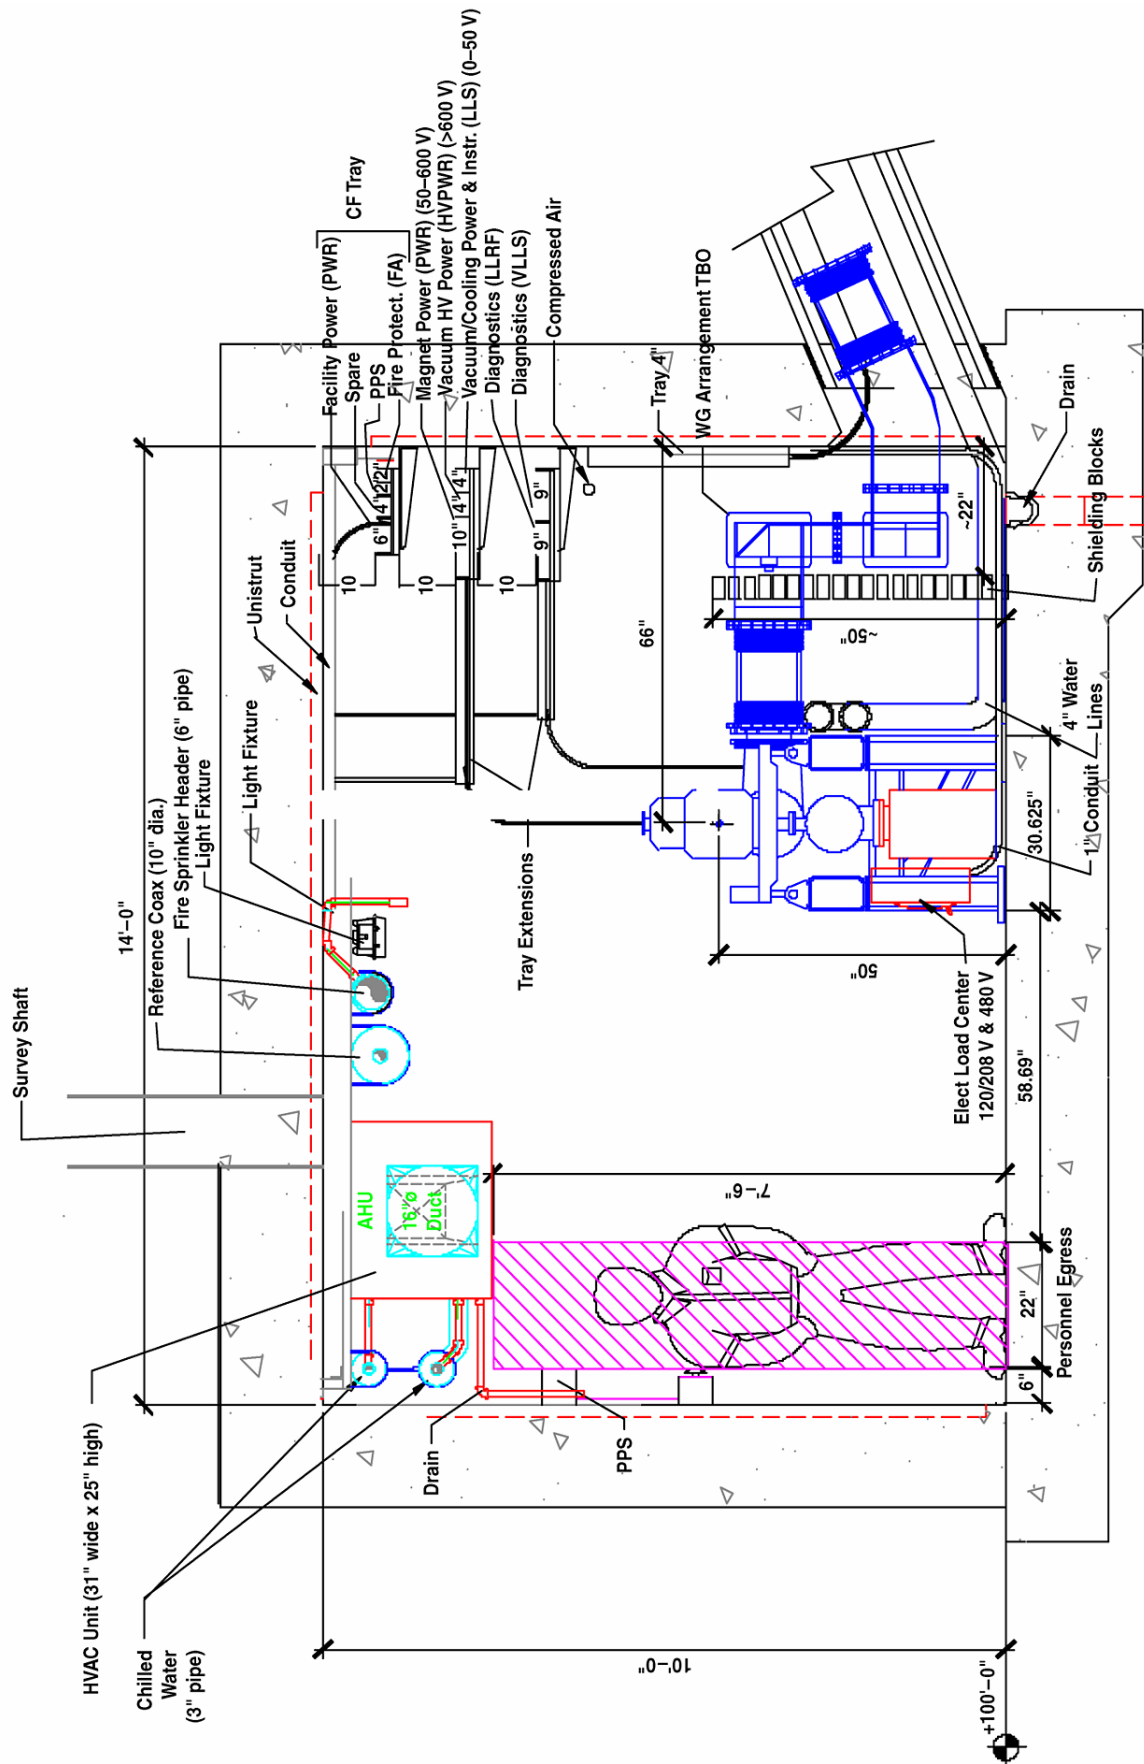 Survey Shaft
14'–0"
HVAC Unit (31" wide x 25" high)
Chilled
Water
(3" pipe)
Reference Coax (10" dia.)
Fire Sprinkler Header (6" pipe)
Light Fixture
Light Fixture
Unistrut
Conduit
CF Tray
Facility Power (PWR)
Spare
PPS
Fire Protect. (FA)
Magnet Power (PWR) (50–600 V)
Vacuum HV Power (HVPWR) (>600 V)
Vacuum/Cooling Power & Instr. (LLS) (0–50 V)
Diagnostics (LLRF)
Diagnostics (VLLS)
Compressed Air
AHU
16"ø
Duct
6"
4"
2"
2"
10
10"
4"
4"
10
9"
9"
10
Tray 4"
WG Arrangement TBO
Tray Extensions
66"
Drain
PPS
7'–6"
10'–0"
50"
~50"
~22"
Elect Load Center
120/208 V & 480 V
58.69"
30.625"
4" Water
Lines
1" Conduit
Shielding Blocks
Drain
6"
22"
Personnel Egress
+100'–0"